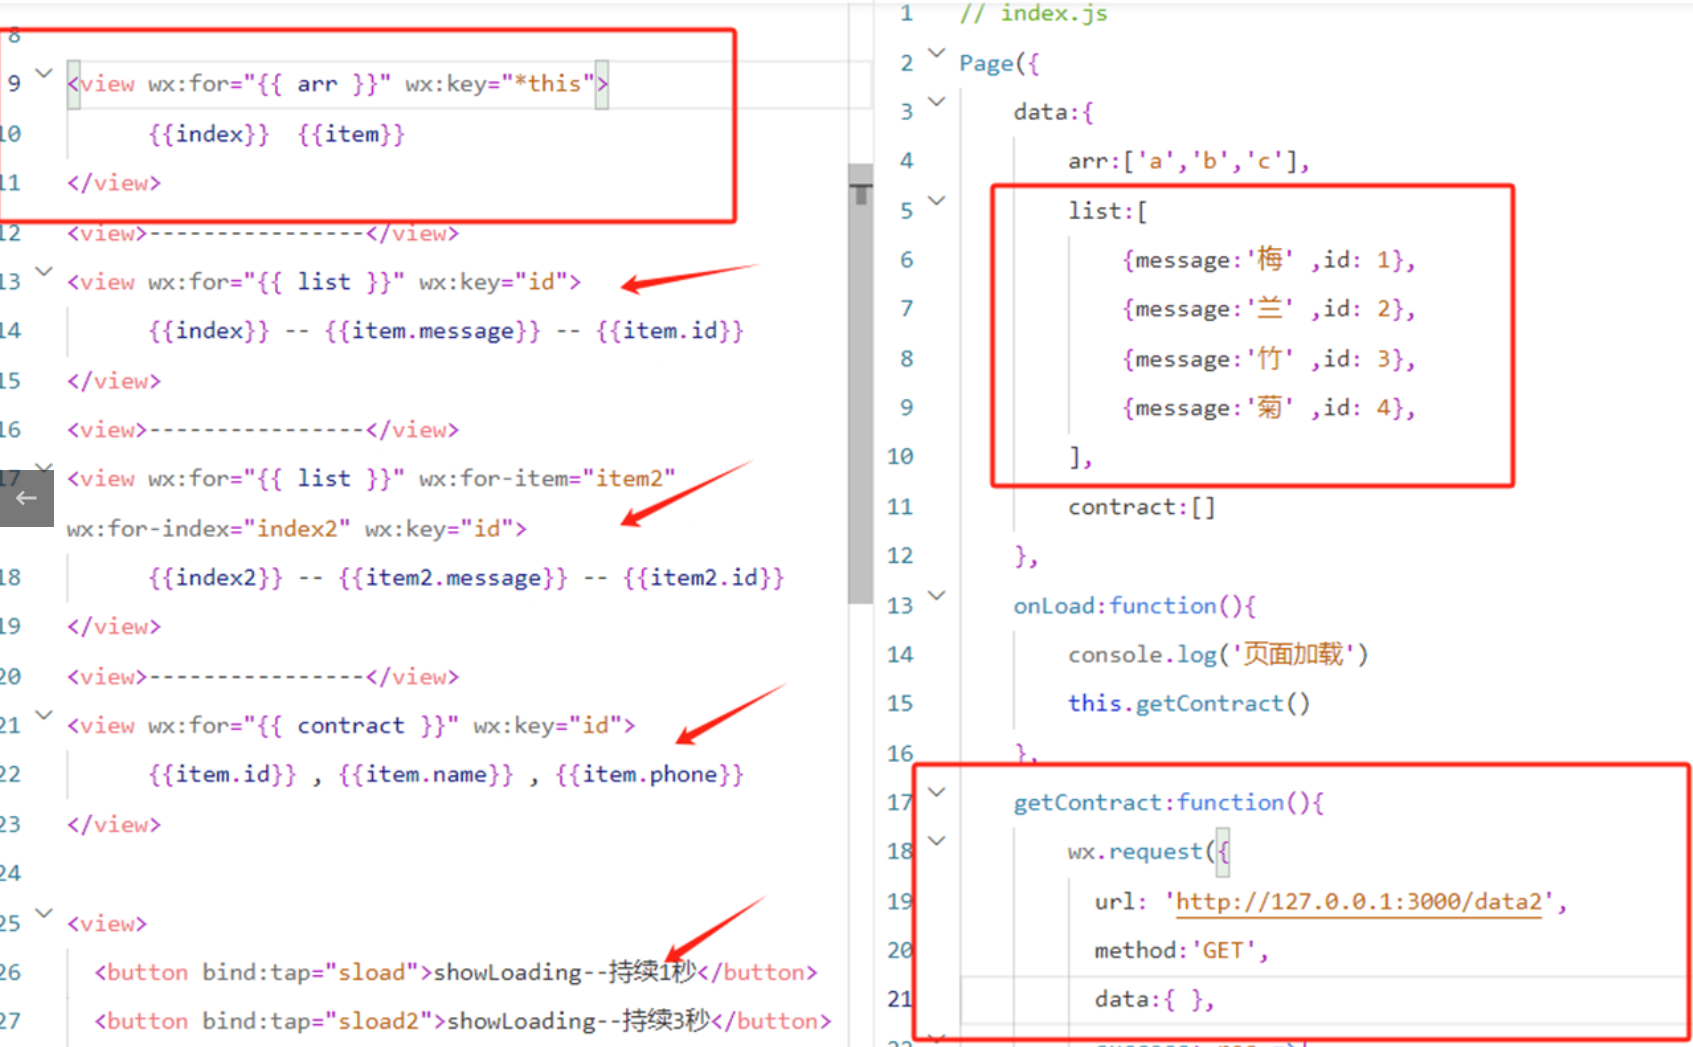 8
9 <view wx:for="{{ arr }}" wx:key="*this">
10 {{index}} {{item}}
11 </view>
12 <view>----------------</view>
13 <view wx:for="{{ list }}" wx:key="id">
14 {{index}} -- {{item.message}} -- {{item.id}}
15 </view>
16 <view>----------------</view>
17 <view wx:for="{{ list }}" wx:for-item="item2"
wx:for-index="index2" wx:key="id">
18 {{index2}} -- {{item2.message}} -- {{item2.id}}
19 </view>
20 <view>----------------</view>
21 <view wx:for="{{ contract }}" wx:key="id">
22 {{item.id}} , {{item.name}} , {{item.phone}}
23 </view>
24
25 <view>
26 <button bind:tap="sload">showLoading--持续1秒</button>
27 <button bind:tap="sload2">showLoading--持续3秒</button>
1 // index.js
2 Page({
3 data:{
4 arr:['a','b','c'],
5 list:[
6 {message:'梅' ,id: 1},
7 {message:'兰' ,id: 2},
8 {message:'竹' ,id: 3},
9 {message:'菊' ,id: 4},
10 ],
11 contract:[]
12 },
13 onLoad:function(){
14 console.log('页面加载')
15 this.getContract()
16 },
17 getContract:function(){
18 wx.request({
19 url: 'http://127.0.0.1:3000/data2',
20 method:'GET',
21 data:{ },